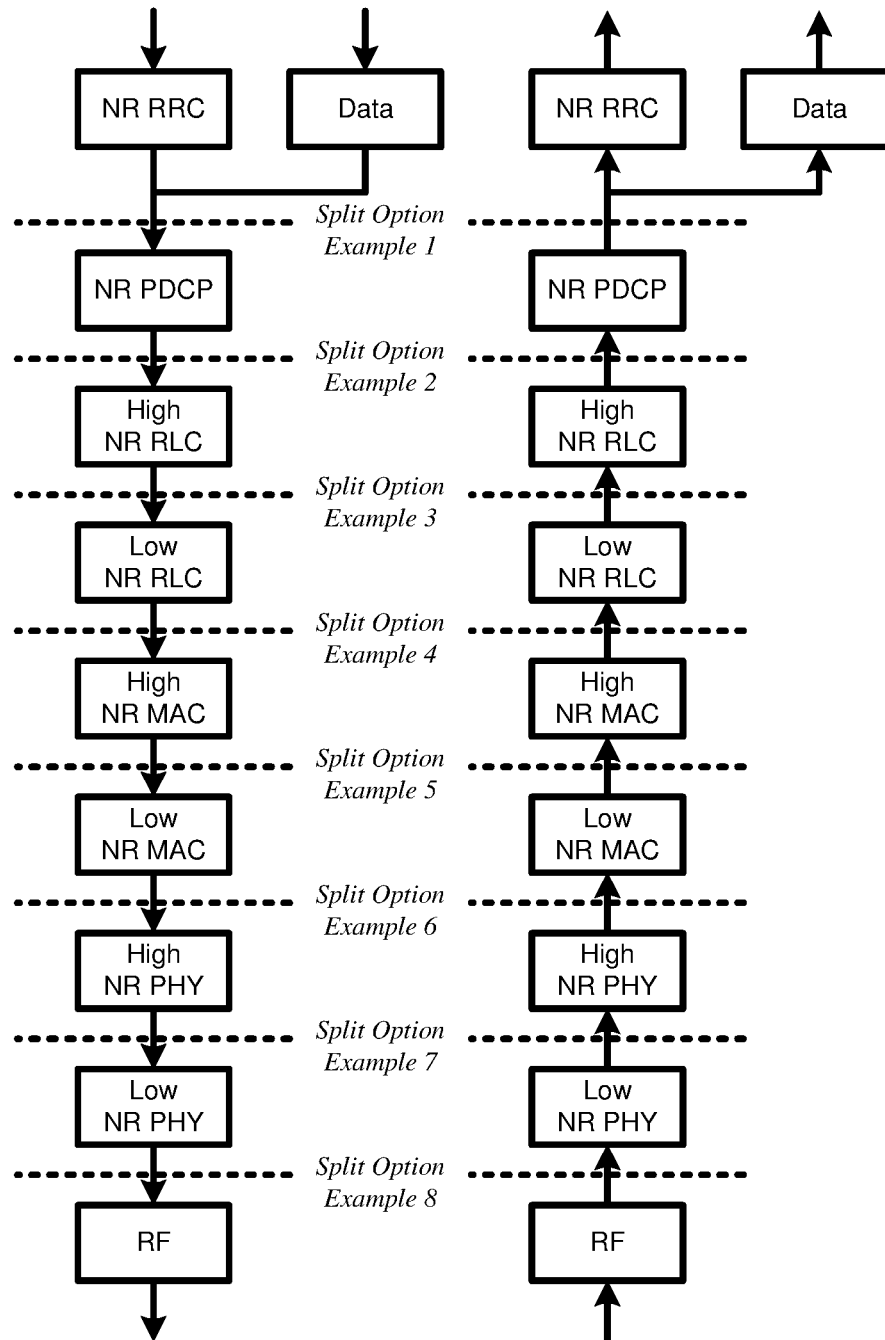 NR RRC
Data
NR RRC
Data
Split Option
Example 1
NR PDCP
NR PDCP
Split Option
Example 2
High
NR RLC
High
NR RLC
Split Option
Example 3
Low
NR RLC
Low
NR RLC
Split Option
Example 4
High
NR MAC
High
NR MAC
Split Option
Example 5
Low
NR MAC
Low
NR MAC
Split Option
Example 6
High
NR PHY
High
NR PHY
Split Option
Example 7
Low
NR PHY
Low
NR PHY
Split Option
Example 8
RF
RF